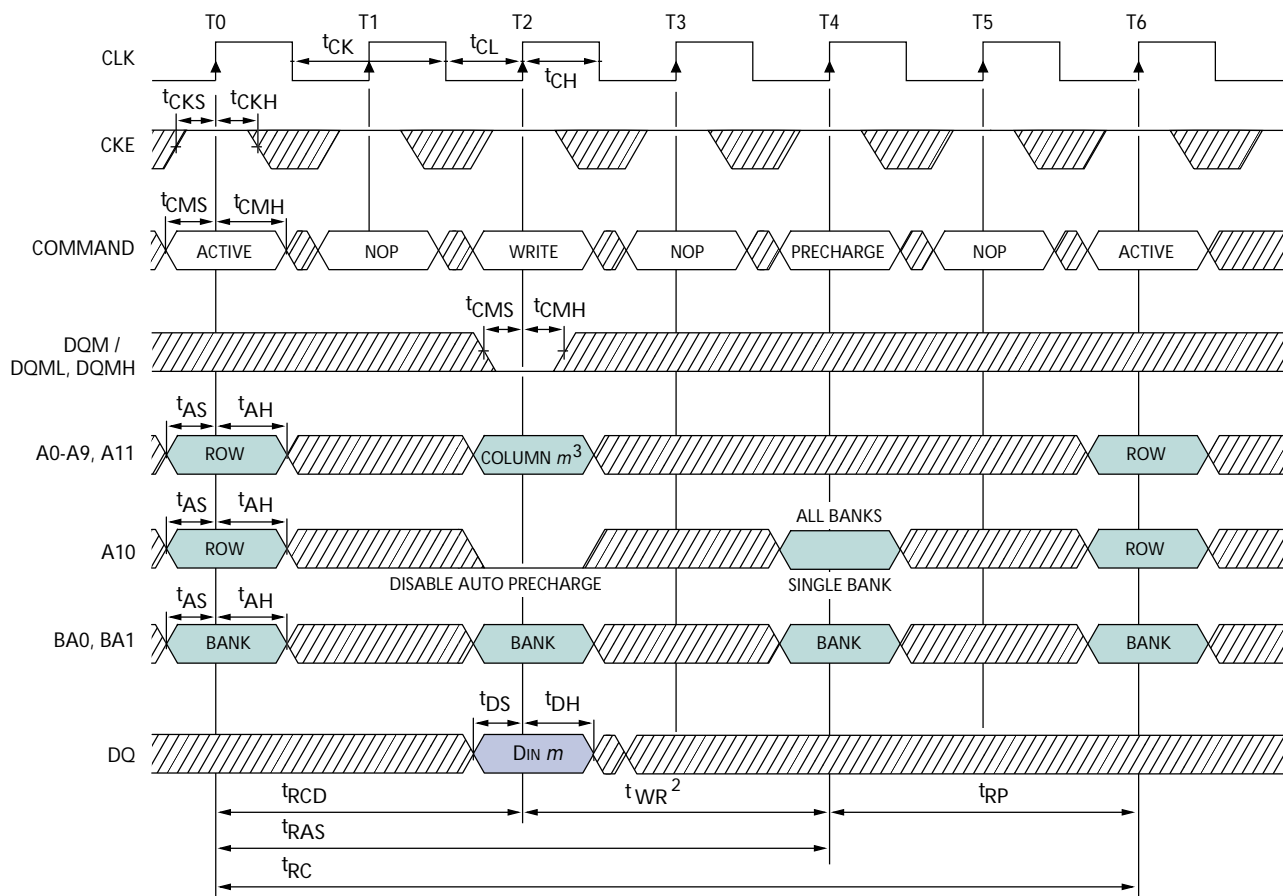 T0 T1 T2 T3 T4 T5 T6
CLK
tCK tCL
tCH
tCKS tCKH
CKE
tCMS tCMH
COMMAND ACTIVE NOP WRITE NOP PRECHARGE NOP ACTIVE
tCMS tCMH
DQM /
DQML, DQMH
tAS tAH
A0-A9, A11 ROW COLUMN m3 ROW
tAS tAH
ALL BANKS
A10 ROW ROW
DISABLE AUTO PRECHARGE SINGLE BANK
tAS tAH
BA0, BA1 BANK BANK BANK BANK
tDS tDH
DQ DIN m
tRCD tWR2 tRP
tRAS
tRC